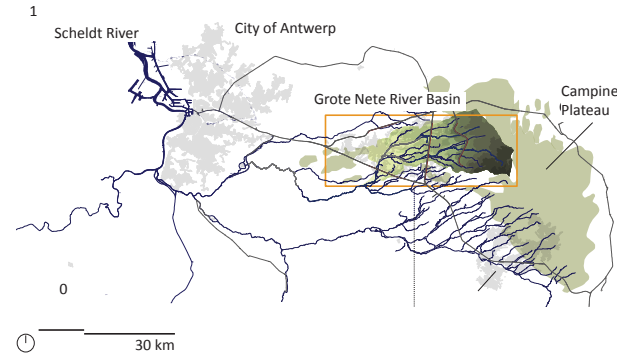 1
Scheldt River
City of Antwerp
Grote Nete River Basin
Campine
Plateau
0
30 km